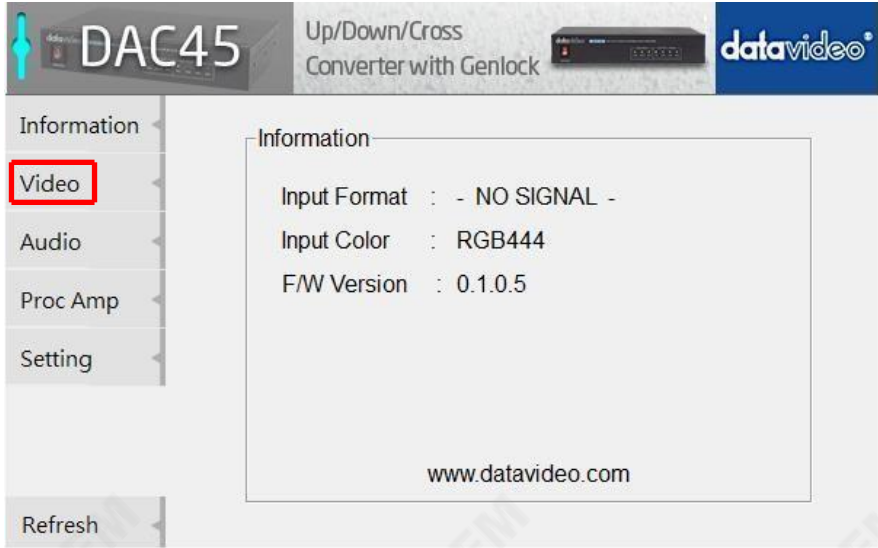 DAC45
Up/Down/Cross
Converter with Genlock
datavideo
Information
Video
Audio
Proc Amp
Setting
Refresh
Information
Input Format : - NO SIGNAL -
Input Color : RGB444
F/W Version : 0.1.0.5
www.datavideo.com